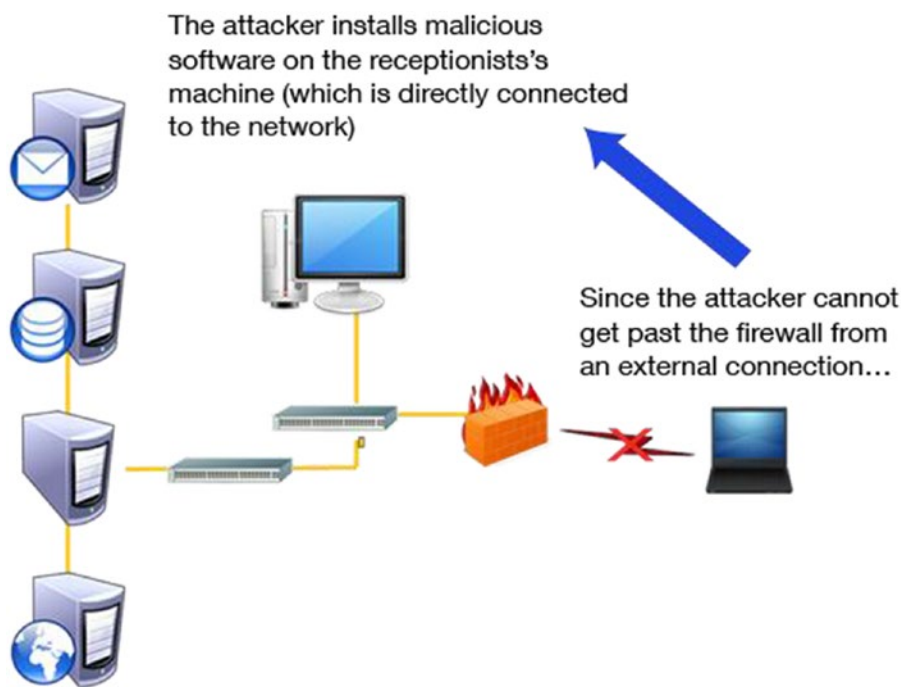 The attacker installs malicious
software on the receptionists's
machine (which is directly connected
to the network)
Since the attacker cannot
get past the firewall from
an external connection…